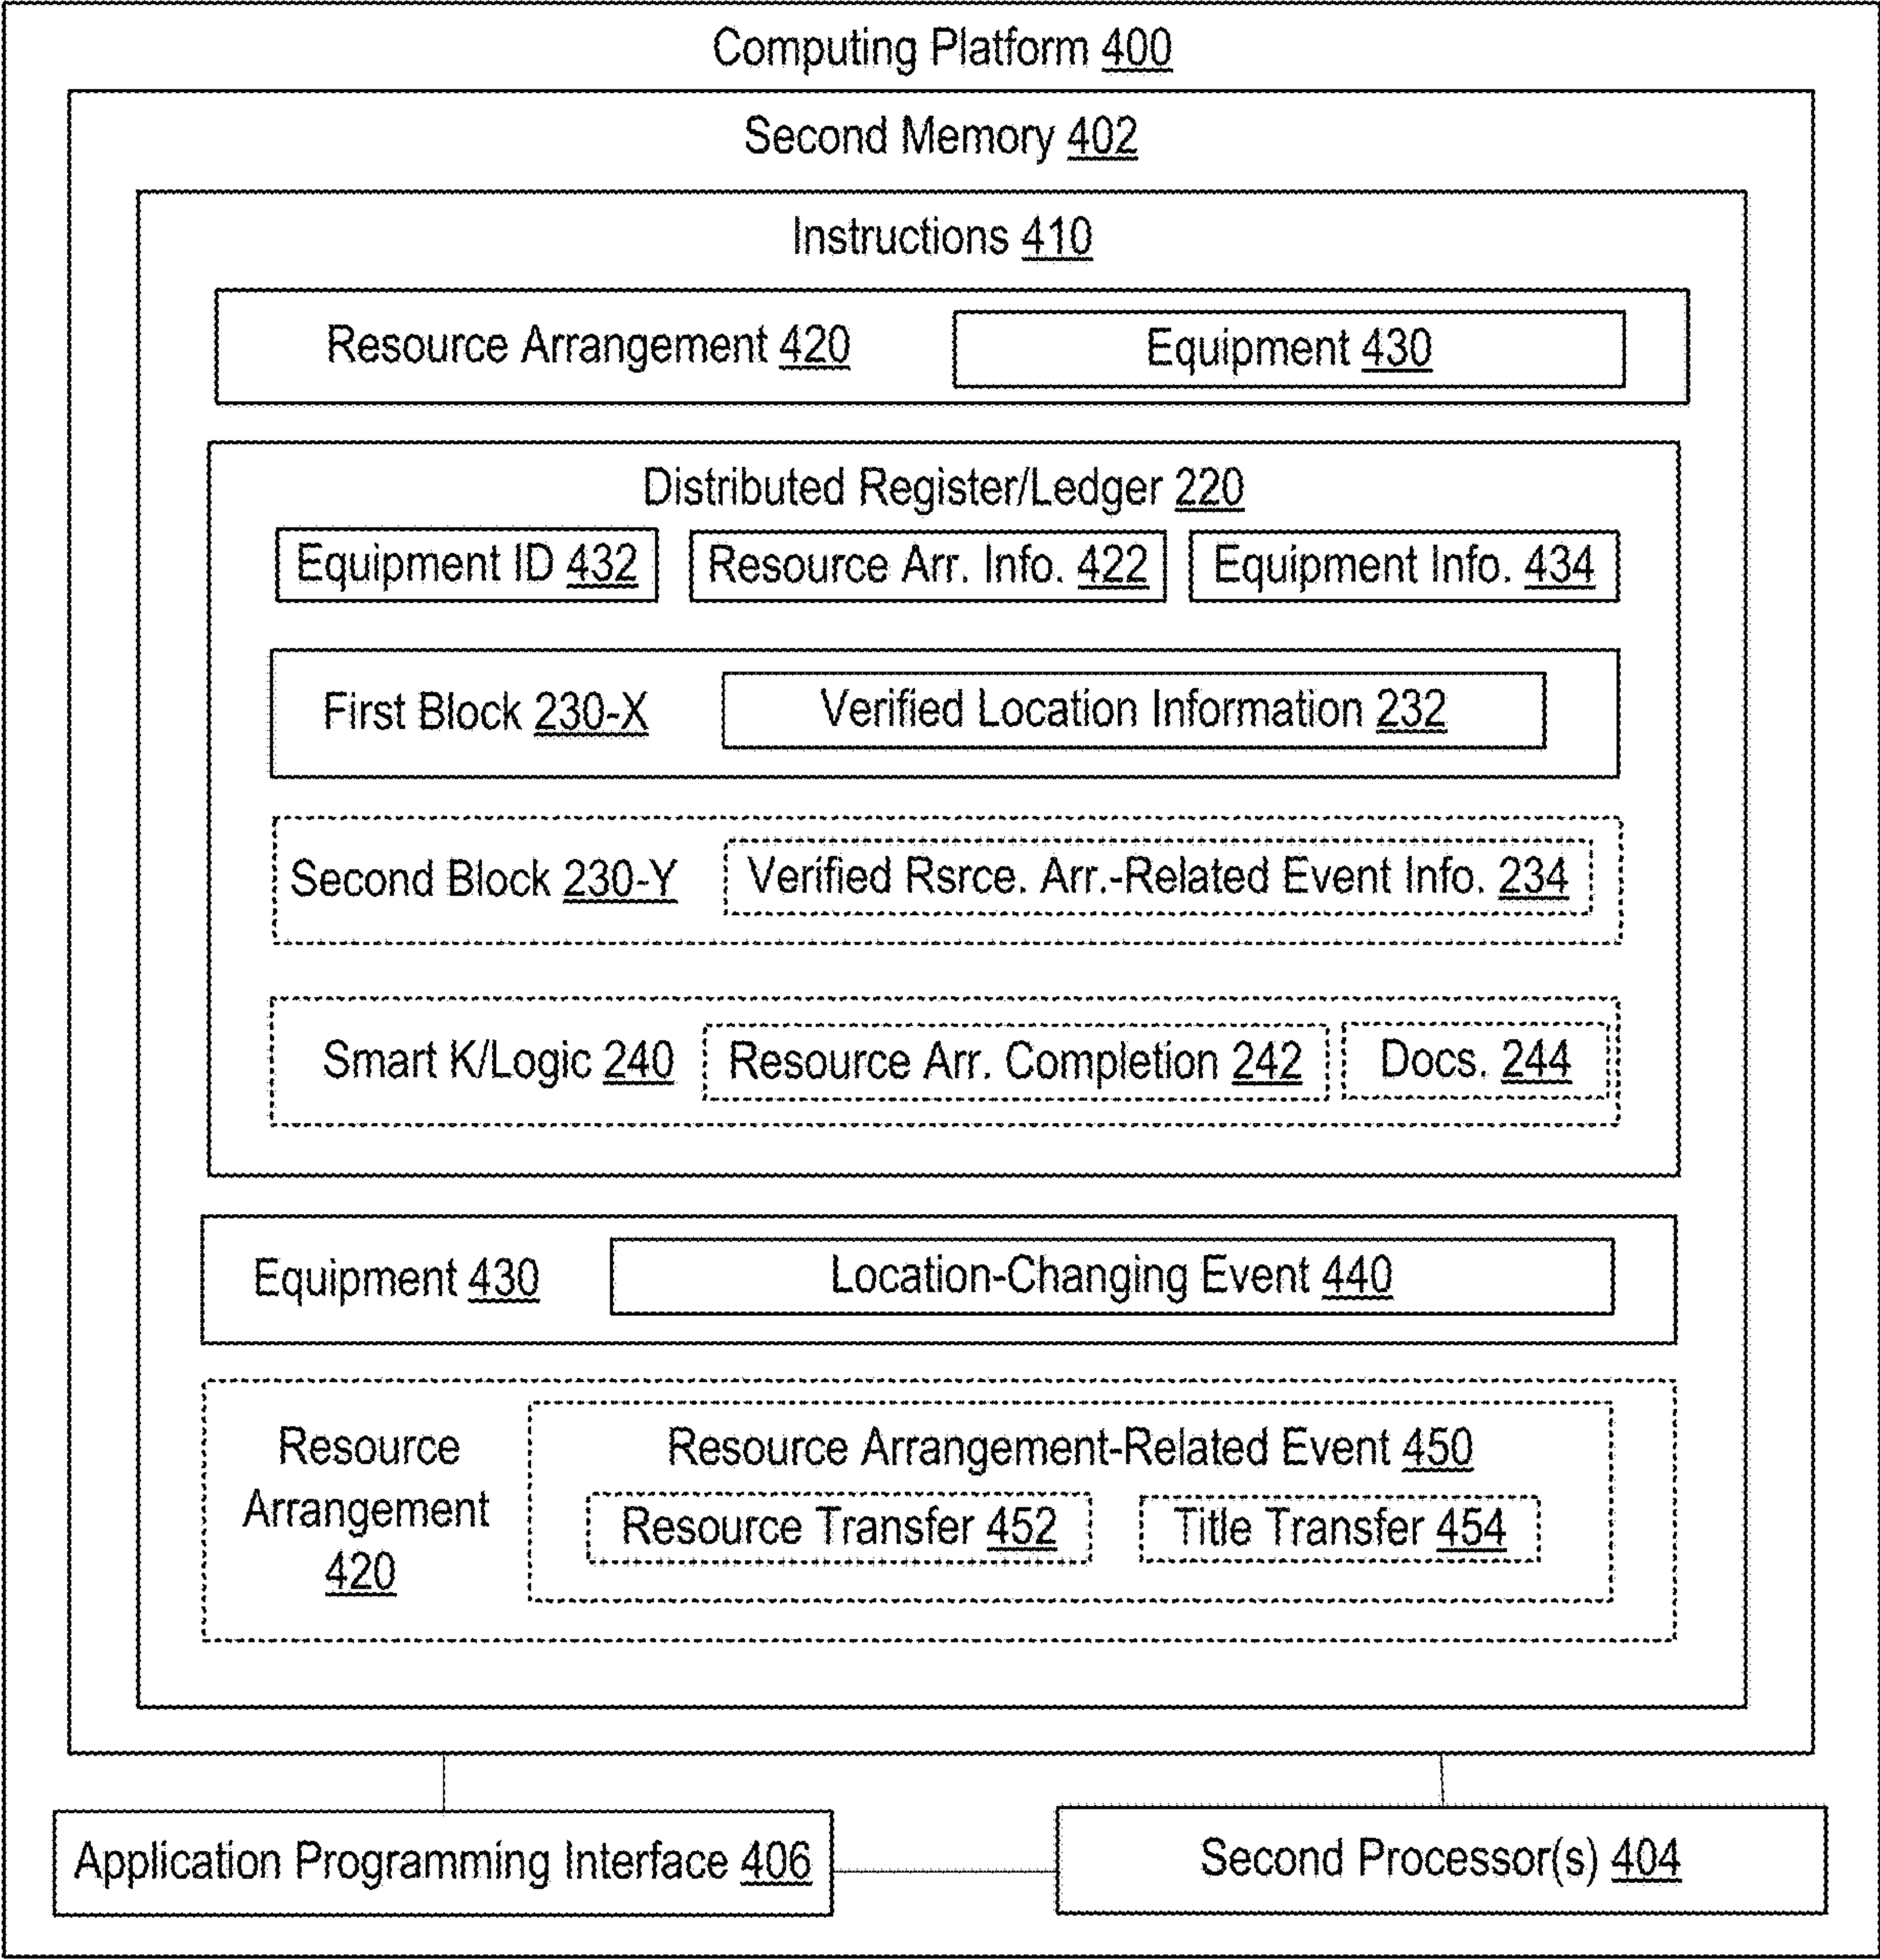 Computing Platform 400
Second Memory 402
Instructions 410
Resource Arrangement 420
Equipment 430
Distributed Register/Ledger 220
Equipment ID 432
Resource Arr. Info. 422
Equipment Info. 434
First Block 230-X
Verified Location Information 232
Second Block 230-Y
Verified Rsrce. Arr.-Related Event Info. 234
Smart K/Logic 240
Resource Arr. Completion 242
Docs. 244
Equipment 430
Location-Changing Event 440
Resource
Arrangement
420
Resource Arrangement-Related Event 450
Resource Transfer 452
Title Transfer 454
Application Programming Interface 406
Second Processor(s) 404